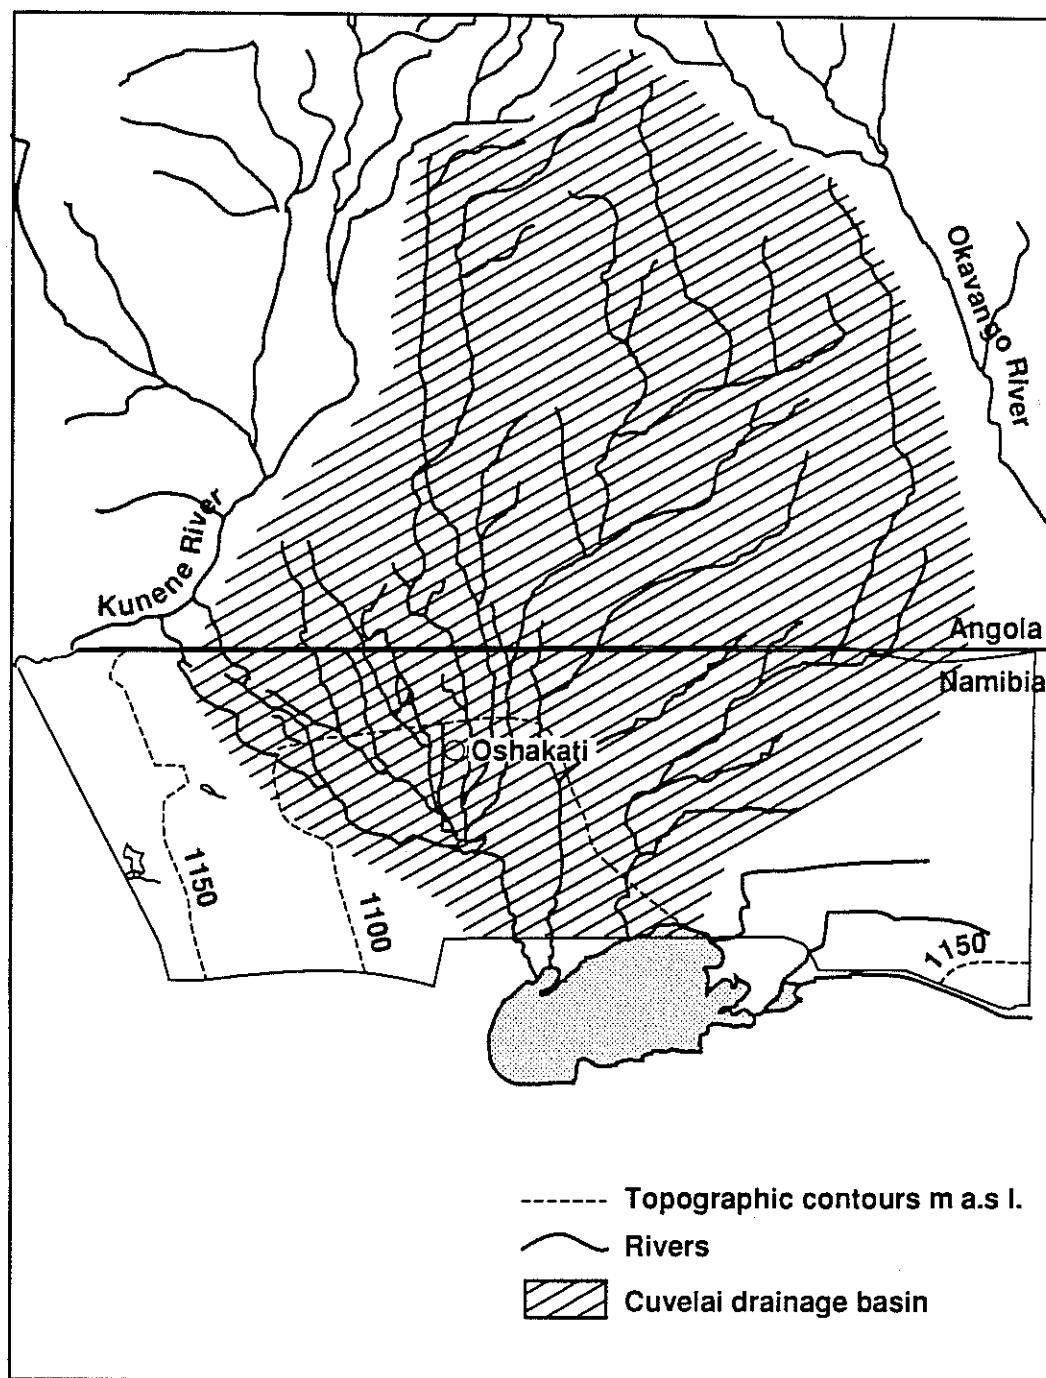 Okavango River
Kunene River
Angola
Namibia
Oshakati
1150
1100
1150
Topographic contours m a.s l.
Rivers
Cuvelai drainage basin